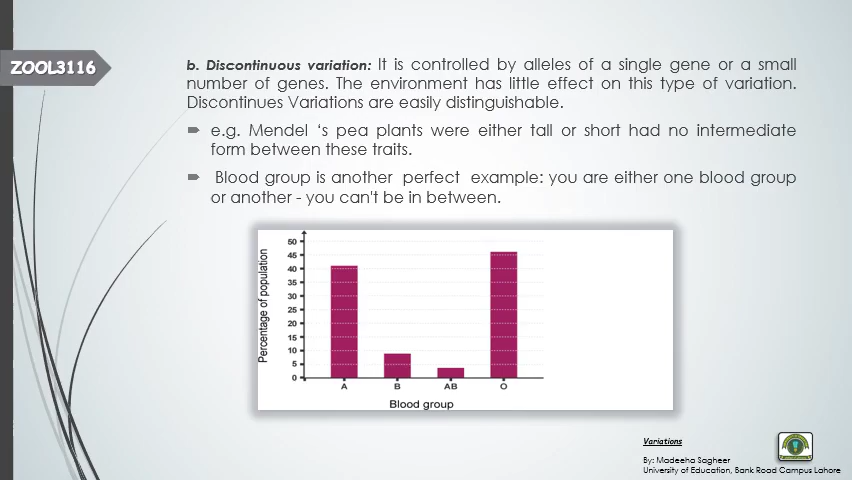 ZOOL3116
b. Discontinuous variation: It is controlled by alleles of a single gene or a small
number of genes. The environment has little effect on this type of variation.
Discontinues Variations are easily distinguishable.
e.g. Mendel ‘s pea plants were either tall or short had no intermediate
form between these traits.
Blood group is another perfect example: you are either one blood group
or another - you can't be in between.
Percentage of population
50
45
40
35
30
25
20
15
10
5
0
A B AB O
Blood group
Variations
By: Madeeha Sagheer
University of Education, Bank Road Campus Lahore